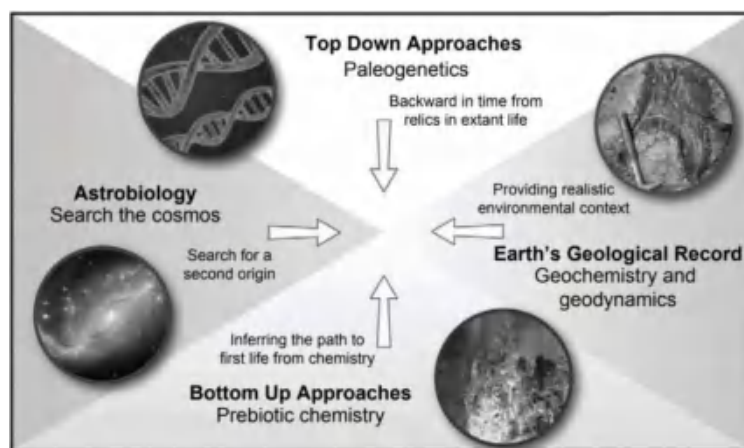 Top Down Approaches
Paleogenetics
Backward in time from
relics in extant life
Astrobiology
Search the cosmos
Search for a
second origin
Providing realistic
environmental context
Earth's Geological Record
Geochemistry and
geodynamics
Inferring the path to
first life from chemistry
Bottom Up Approaches
Prebiotic chemistry